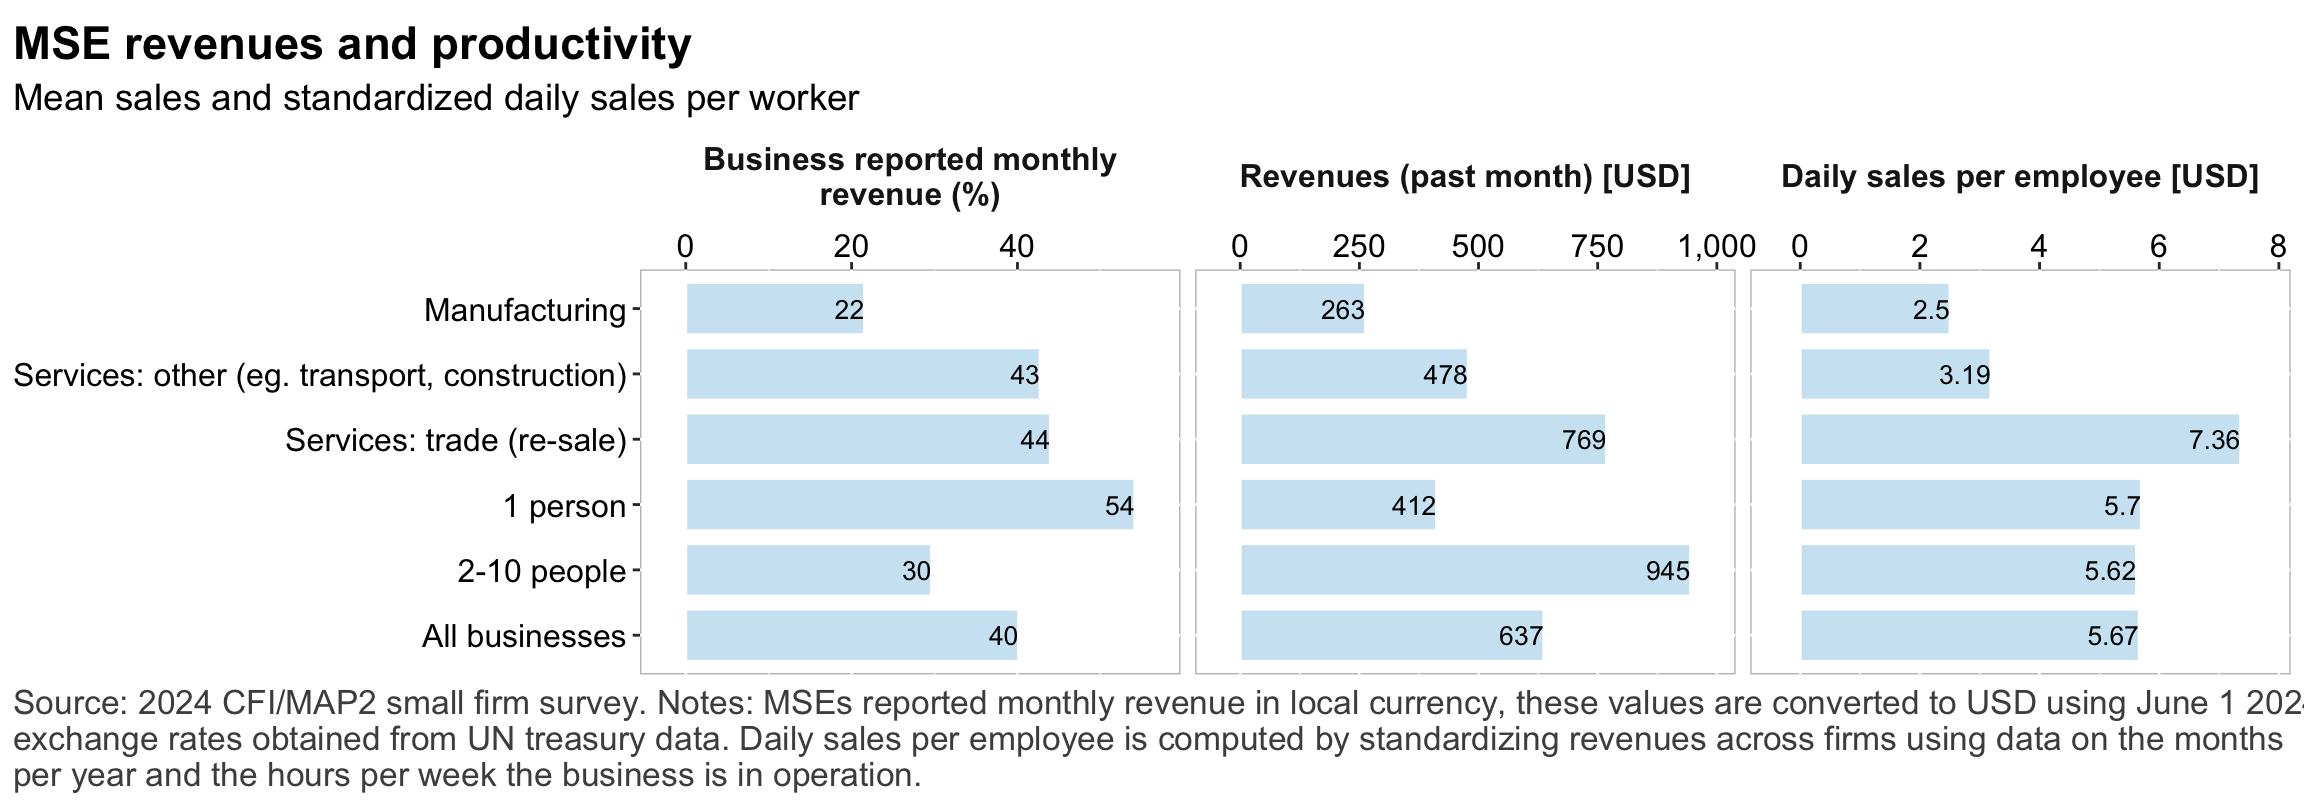 MSE revenues and productivity
Mean sales and standardized daily sales per worker
Business reported monthly
revenue (%)
Revenues (past month) [USD]
Daily sales per employee [USD]
0 20 40
0 250 500 750 1,000
0 2 4 6 8
Manufacturing 22 263 2.5
Services: other (eg. transport, construction) 43 478 3.19
Services: trade (re-sale) 44 769 7.36
1 person 54 412 5.7
2-10 people 30 945 5.62
All businesses 40 637 5.67
Source: 2024 CFI/MAP2 small firm survey. Notes: MSEs reported monthly revenue in local currency, these values are converted to USD using June 1
exchange rates obtained from UN treasury data. Daily sales per employee is computed by standardizing revenues across firms using data on the months
per year and the hours per week the business is in operation.